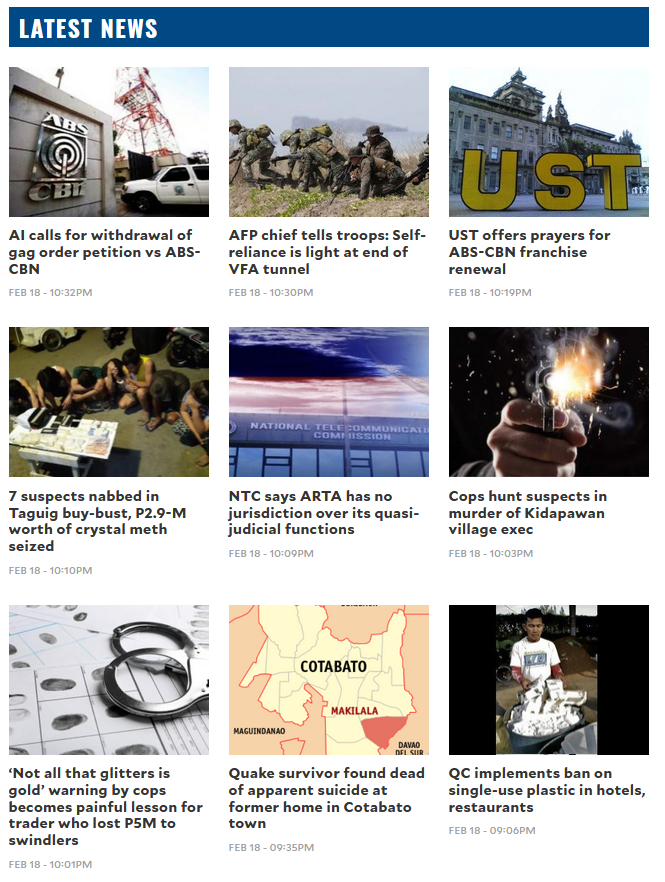 LATEST NEWS
ABS
CBN
UST
AI calls for withdrawal of
gag order petition vs ABS-
CBN
FEB 18 - 10:32PM
AFP chief tells troops: Self-
reliance is light at end of
VFA tunnel
FEB 18 - 10:30PM
UST offers prayers for
ABS-CBN franchise
renewal
FEB 18 - 10:19PM
NATIONAL TELECOMMUNICATI
COMMISSION
7 suspects nabbed in
Taguig buy-bust, P2.9-M
worth of crystal meth
seized
FEB 18 - 10:10PM
NTC says ARTA has no
jurisdiction over its quasi-
judicial functions
FEB 18 - 10:09PM
Cops hunt suspects in
murder of Kidapawan
village exec
FEB 18 - 10:03PM
COTABATO
MAKILALA
MAGUINDANAO
DAVAO
DEL SUR
‘Not all that glitters is
gold’ warning by cops
becomes painful lesson for
trader who lost P5M to
swindlers
FEB 18 - 10:01PM
Quake survivor found dead
of apparent suicide at
former home in Cotabato
town
FEB 18 - 09:35PM
QC implements ban on
single-use plastic in hotels,
restaurants
FEB 18 - 09:06PM